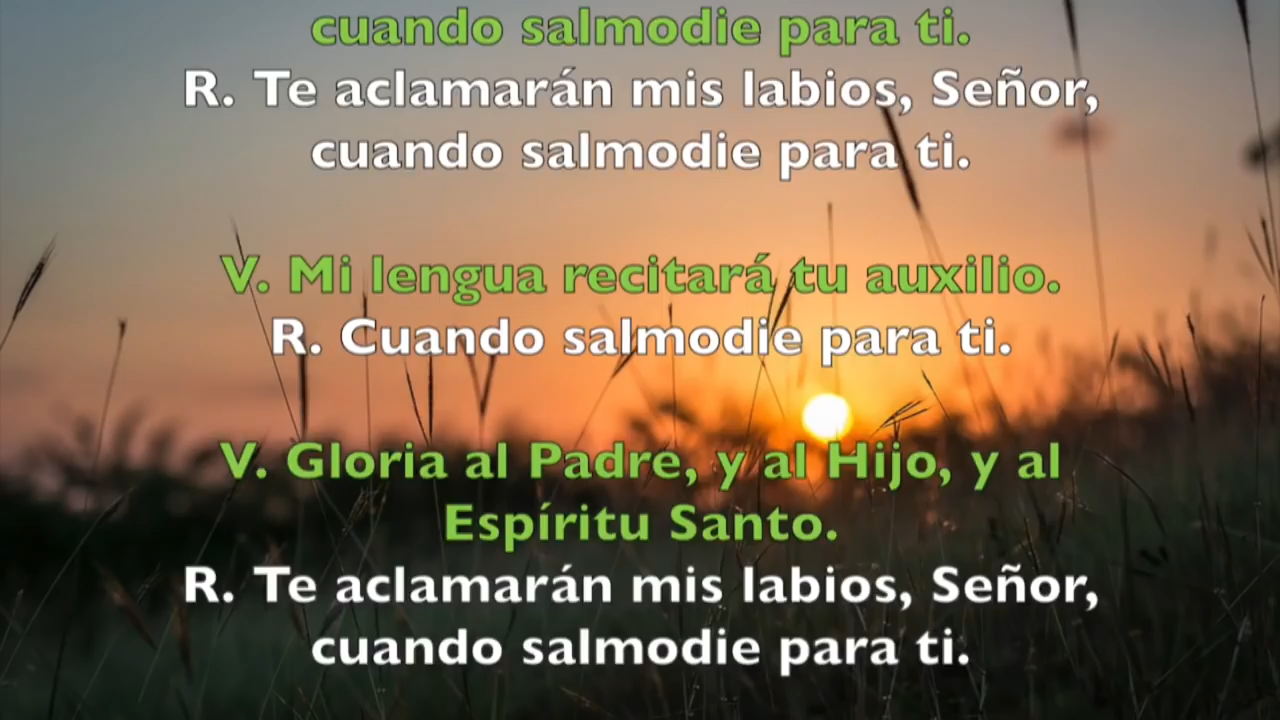 cuando salmodie para ti.
R. Te aclamarán mis labios, Señor,
cuando salmodie para ti.
V. Mi lengua recitará tu auxilio.
R. Cuando salmodie para ti.
V. Gloria al Padre, y al Hijo, y al
Espíritu Santo.
R. Te aclamarán mis labios, Señor,
cuando salmodie para ti.